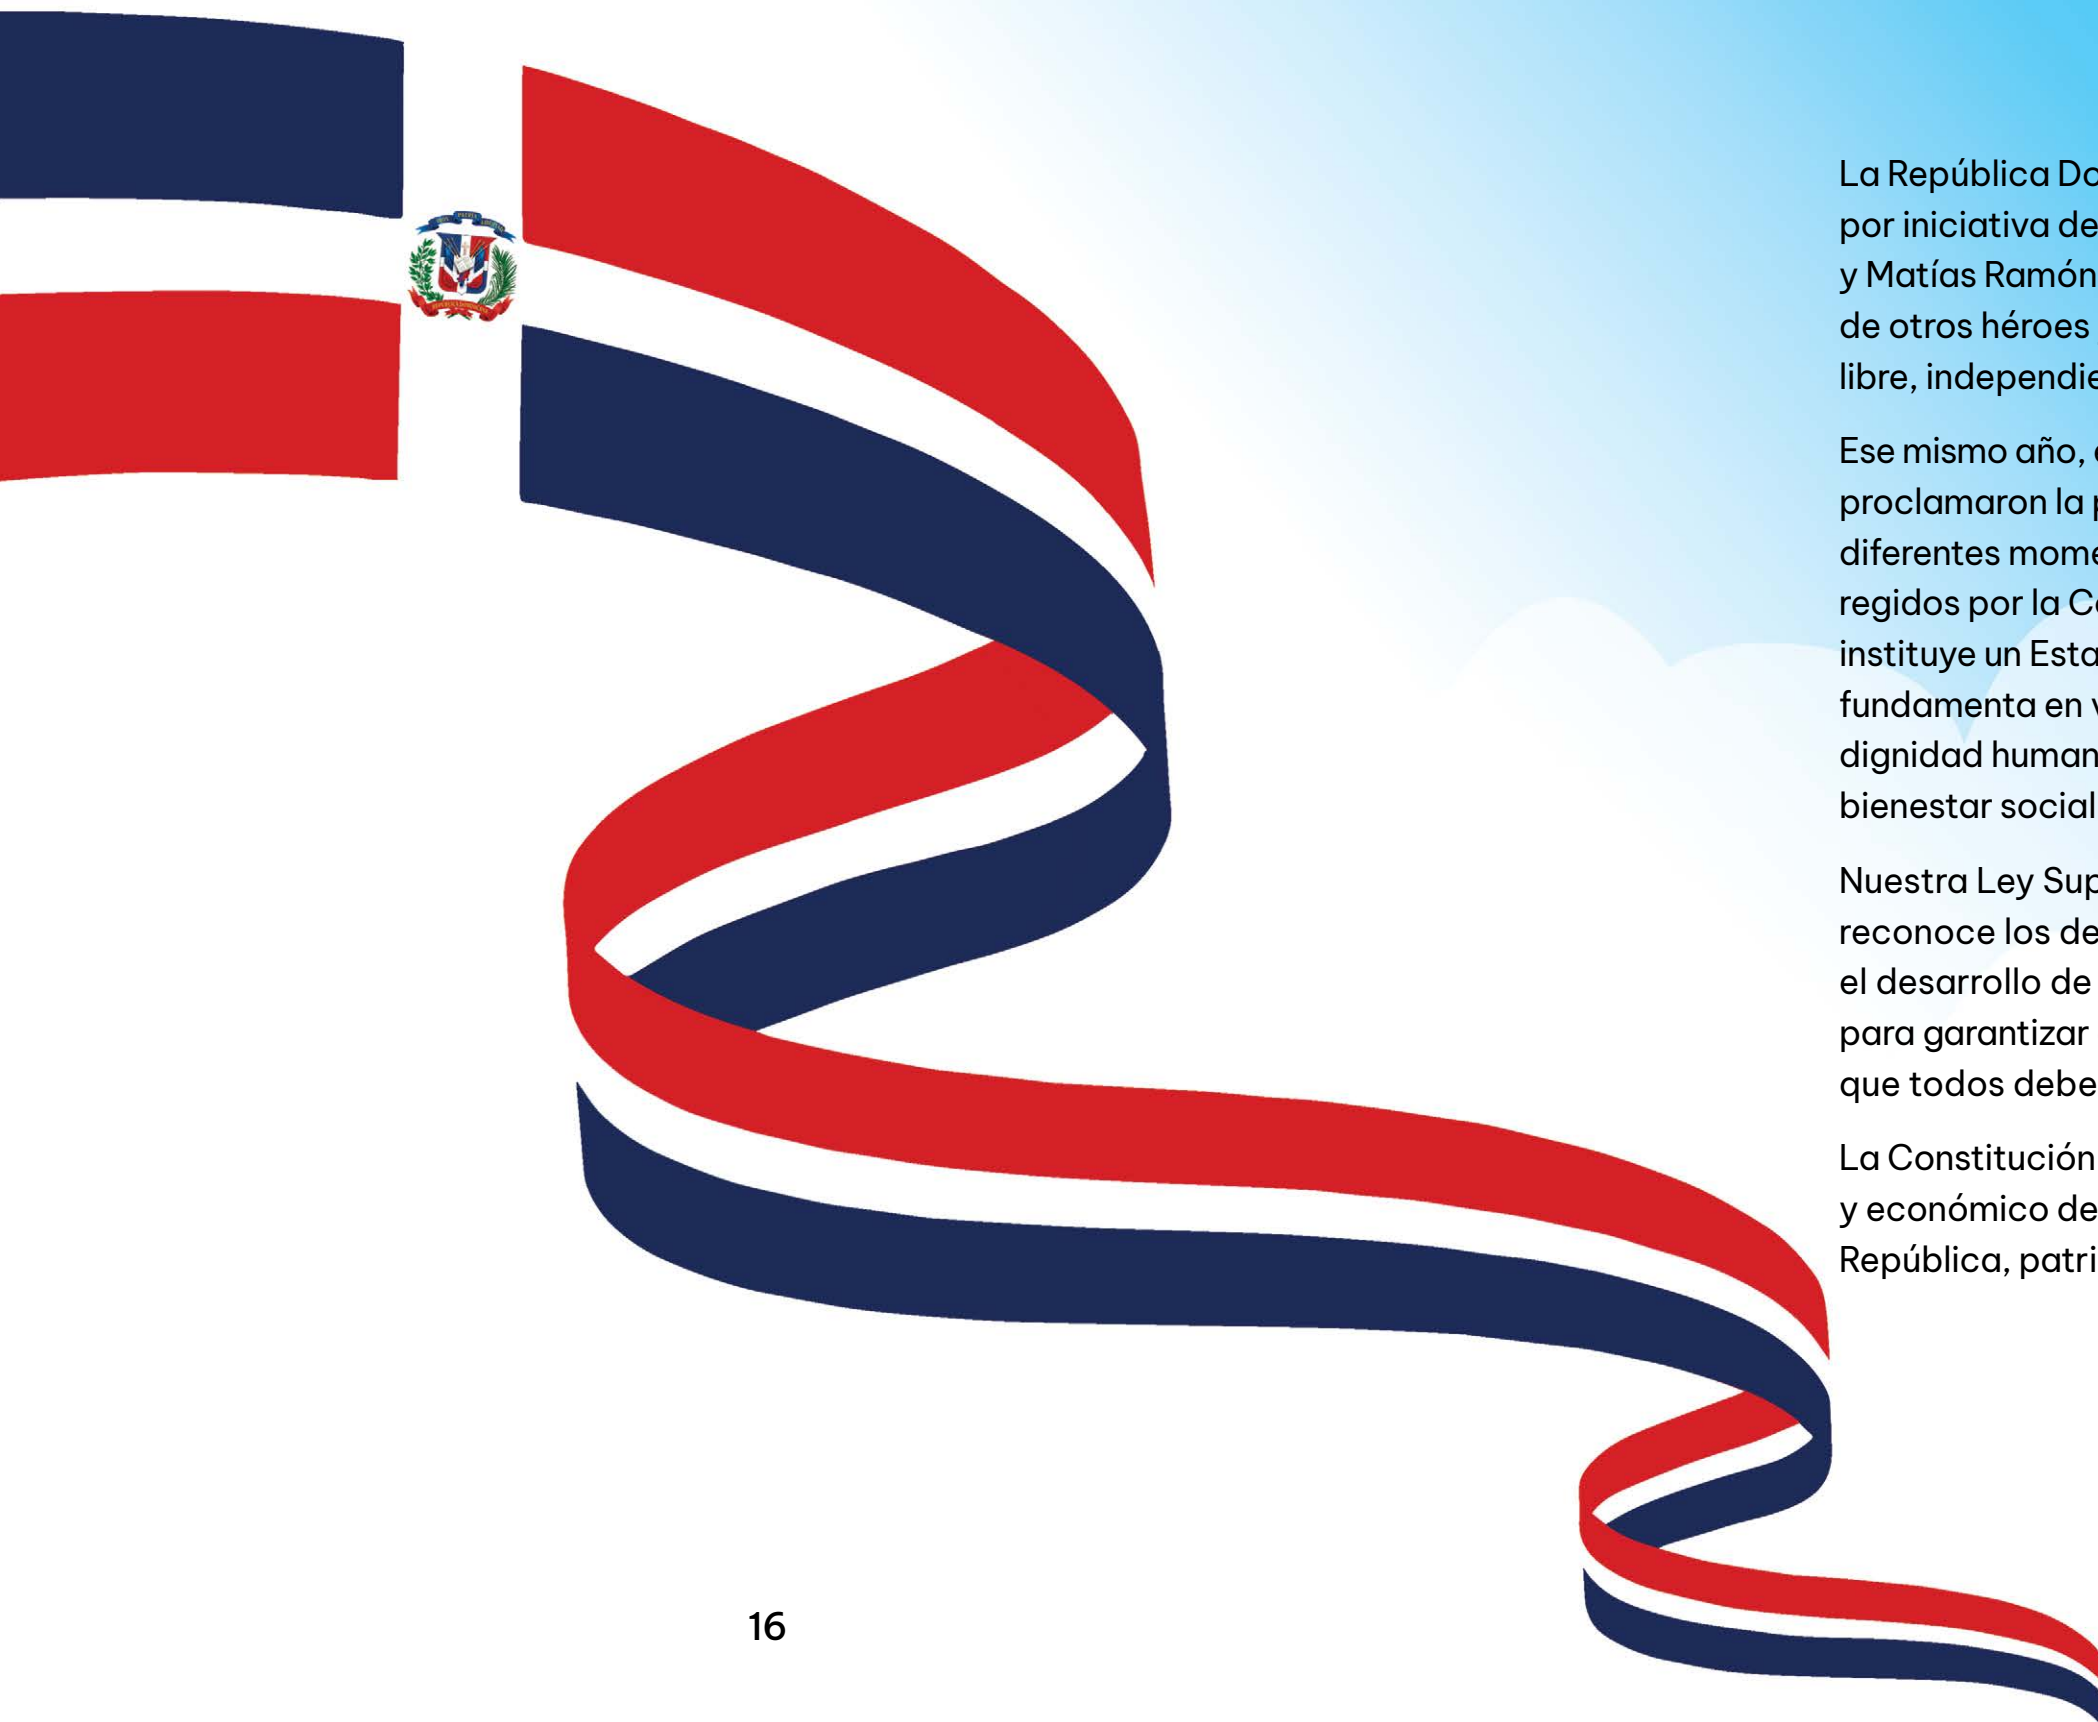 La República Do
por iniciativa de
y Matías Ramón
de otros héroes
libre, independie
Ese mismo año,
proclamaron la
diferentes mome
regidos por la Co
instituye un Esta
fundamenta en v
dignidad human
bienestar social
Nuestra Ley Sup
reconoce los de
el desarrollo de
para garantizar
que todos debe
La Constitución
y económico de
República, patri
16